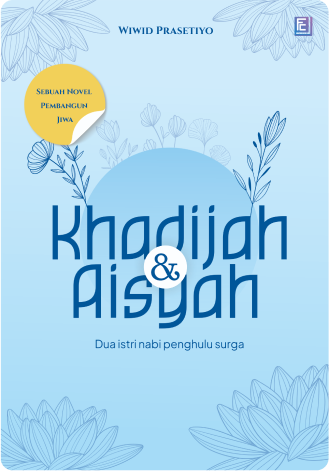 Wiwid Prasetiyo
Sebuah Novel
Pembangun
Jiwa
Khadijah
&
Aisyah
Dua istri nabi penghulu surga